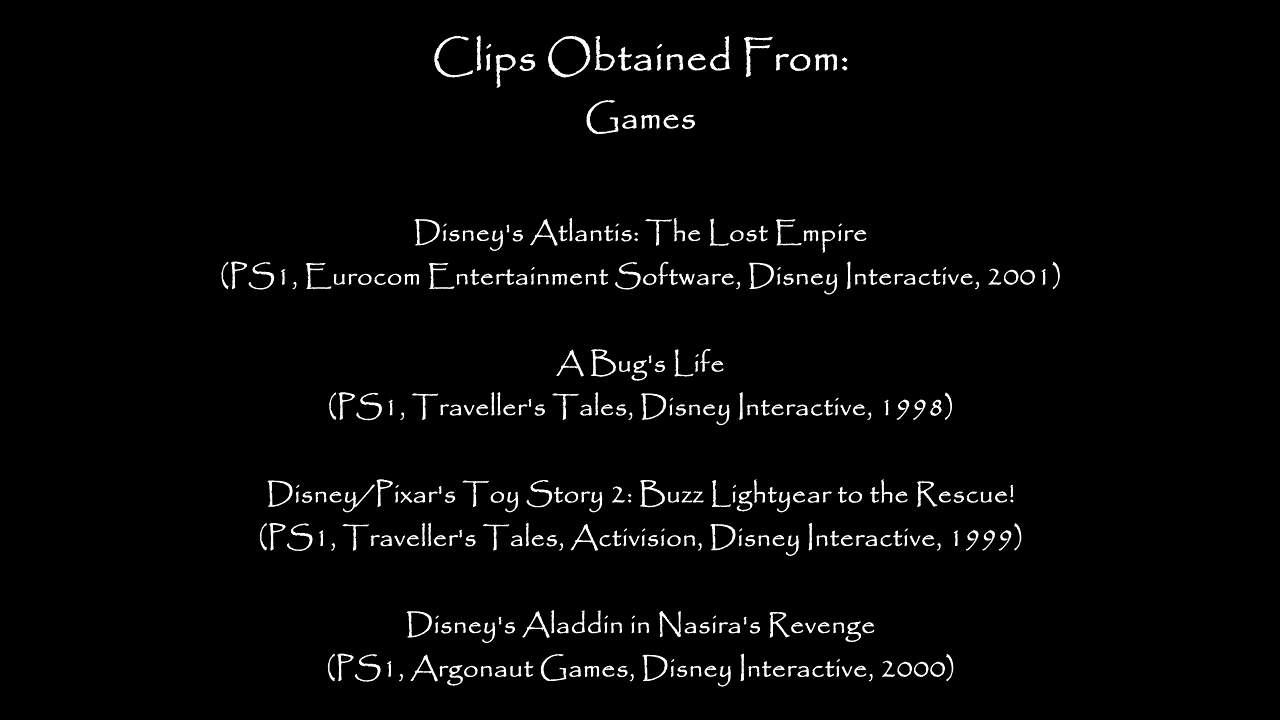 Clips Obtained From:
Games
Disney's Atlantis: The Lost Empire
(PS1, Eurocom Entertainment Software, Disney Interactive, 2001)
A Bug's Life
(PS1, Traveller's Tales, Disney Interactive, 1998)
Disney/Pixar's Toy Story 2: Buzz Lightyear to the Rescue!
(PS1, Traveller's Tales, Activision, Disney Interactive, 1999)
Disney's Aladdin in Nasira's Revenge
(PS1, Argonaut Games, Disney Interactive, 2000)